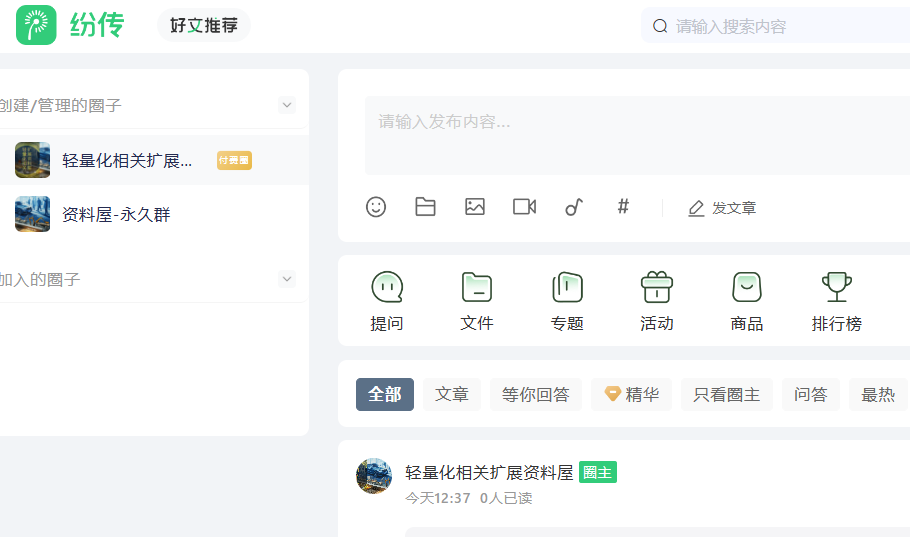 纷传
好文推荐
请输入搜索内容
创建/管理的圈子
轻量化相关扩展...
付费圈
资料屋-永久群
加入的圈子
请输入发布内容...
# 发文章
提问 文件 专题 活动 商品 排行榜
全部 文章 等你回答 精华 只看圈主 问答 最热
轻量化相关扩展资料屋 圈主
今天12:37 0人已读